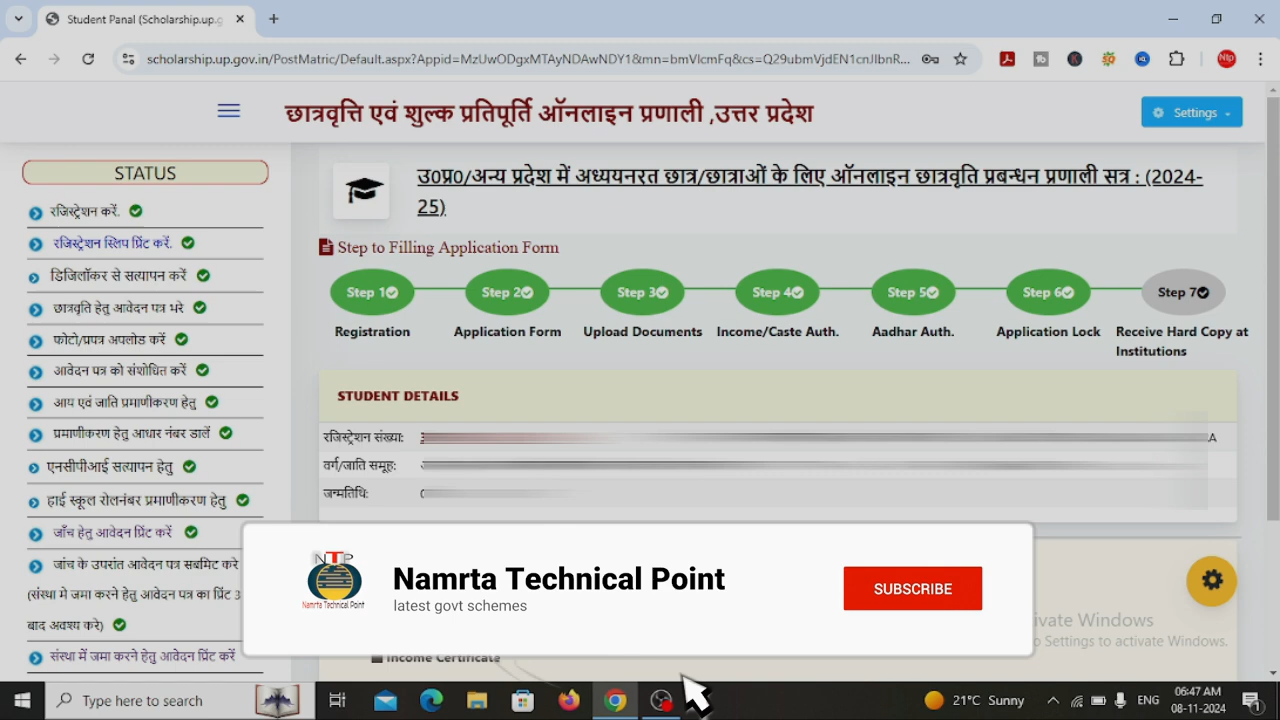 Student Panal (Scholarship.up.g
scholarship.up.gov.in/PostMatric/Default.aspx?Appid=MzUwODgxMTAyNDAwNDY1&mn=bmVlcmFq&cs=Q29ubmVjdEN1cnJlbnR...
Ntp
छात्रवृत्ति एवं शुल्क प्रतिपूर्ति ऑनलाइन प्रणाली ,उत्तर प्रदेश
Settings
STATUS
रजिस्ट्रेशन करें.
रजिस्ट्रेशन स्लिप प्रिंट करें.
डिजिलॉकर से सत्यापन करें
छात्रवृति हेतु आवेदन पत्र भरे
फोटो/प्रपत्र अपलोड करें
आवेदन पत्र को संशोधित करें
आय एवं जाति प्रमाणीकरण हेतु
प्रमाणीकरण हेतु आधार नंबर डालें
एनसीपीआई सत्यापन हेतु
हाई स्कूल रोलनंबर प्रमाणीकरण हेतु
जाँच हेतु आवेदन प्रिंट करें
जांच के उपरांत आवेदन पत्र सबमिट करे
(संस्था में जमा करने हेतु आवेदन पत्र का प्रिंट
बाद अवश्य करे)
संस्था में जमा करने हेतु आवेदन प्रिंट करें
उ0प्र0/अन्य प्रदेश में अध्ययनरत छात्र/छात्राओं के लिए ऑनलाइन छात्रवृति प्रबन्धन प्रणाली सत्र : (2024-
25)
Step to Filling Application Form
Step 1 Step 2 Step 3 Step 4 Step 5 Step 6 Step 7
Registration Application Form Upload Documents Income/Caste Auth. Aadhar Auth. Application Lock Receive Hard Copy at
Institutions
STUDENT DETAILS
रजिस्ट्रेशन संख्या: A
वर्ग/जाति समूह:
जन्मतिथि:
NTP
Namrta Technical Point
Namrta Technical Point
latest govt schemes
SUBSCRIBE
ivate Windows
o Settings to activate Windows.
Income Certificate
Type here to search
21°C Sunny
ENG
06:47 AM
08-11-2024
1